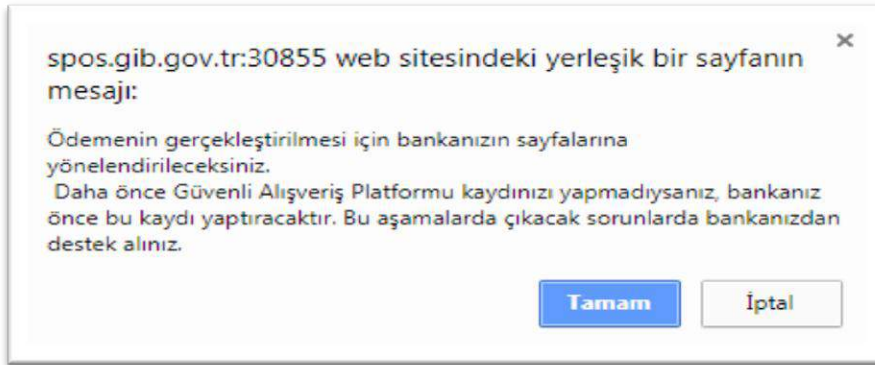 spos.gib.gov.tr:30855 web sitesindeki yerleşik bir sayfanın
mesajı:
Ödemenin gerçekleştirilmesi için bankanızın sayfalarına
yönelendirileceksiniz.
Daha önce Güvenli Alışveriş Platformu kaydınızı yapmadıysanız, bankanız
önce bu kaydı yaptıracaktır. Bu aşamalarda çıkacak sorunlarda bankanızdan
destek alınız.
Tamam
İptal